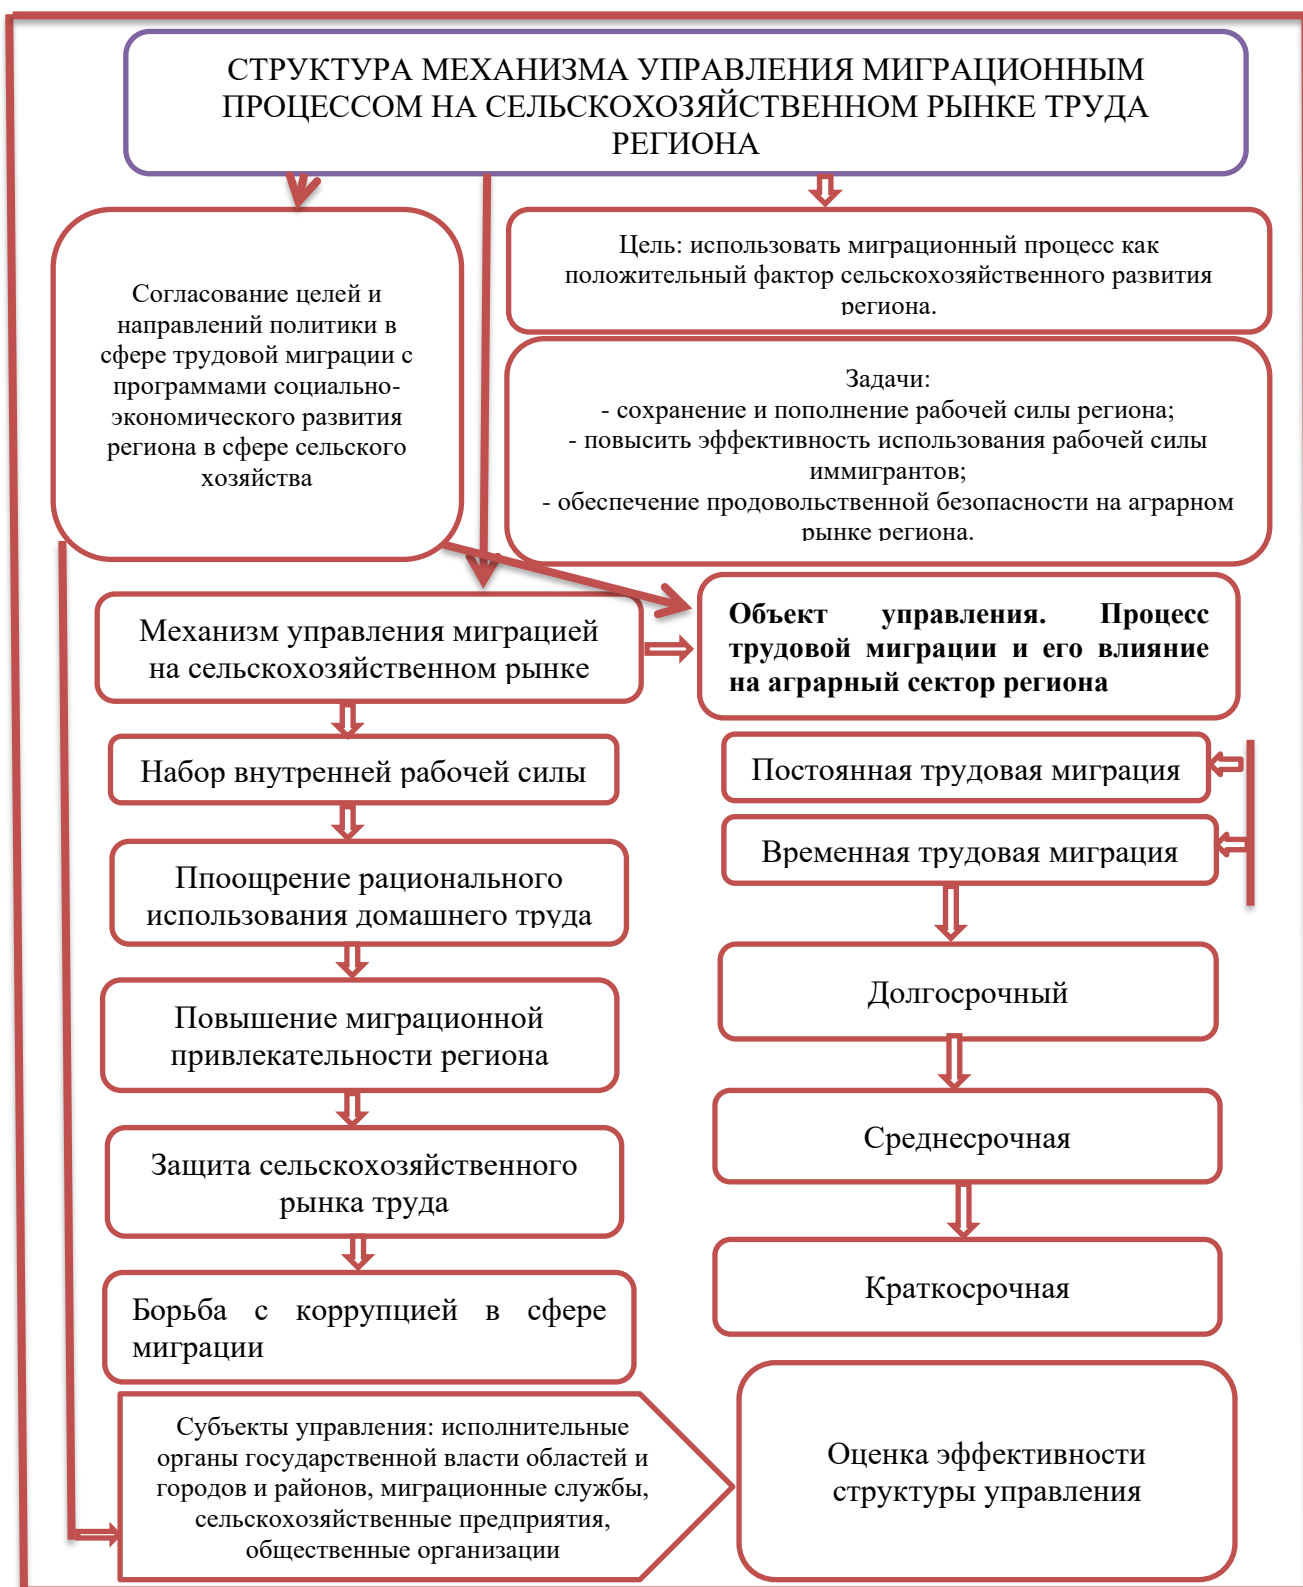 СТРУКТУРА МЕХАНИЗМА УПРАВЛЕНИЯ МИГРАЦИОННЫМ
ПРОЦЕССОМ НА СЕЛЬСКОХОЗЯЙСТВЕННОМ РЫНКЕ ТРУДА
РЕГИОНА
Согласование целей и
направлений политики в
сфере трудовой миграции с
программами социально-
экономического развития
региона в сфере сельского
хозяйства
Цель: использовать миграционный процесс как
положительный фактор сельскохозяйственного развития
региона.
Задачи:
- сохранение и пополнение рабочей силы региона;
- повысить эффективность использования рабочей силы
иммигрантов;
- обеспечение продовольственной безопасности на аграрном
рынке региона.
Механизм управления миграцией
на сельскохозяйственном рынке
Объект управления. Процесс
трудовой миграции и его влияние
на аграрный сектор региона
Набор внутренней рабочей силы
Ппоощрение рационального
использования домашнего труда
Повышение миграционной
привлекательности региона
Защита сельскохозяйственного
рынка труда
Борьба с коррупцией в сфере
миграции
Постоянная трудовая миграция
Временная трудовая миграция
Долгосрочный
Среднесрочная
Краткосрочная
Субъекты управления: исполнительные
органы государственной власти областей и
городов и районов, миграционные службы,
сельскохозяйственные предприятия,
общественные организации
Оценка эффективности
структуры управления